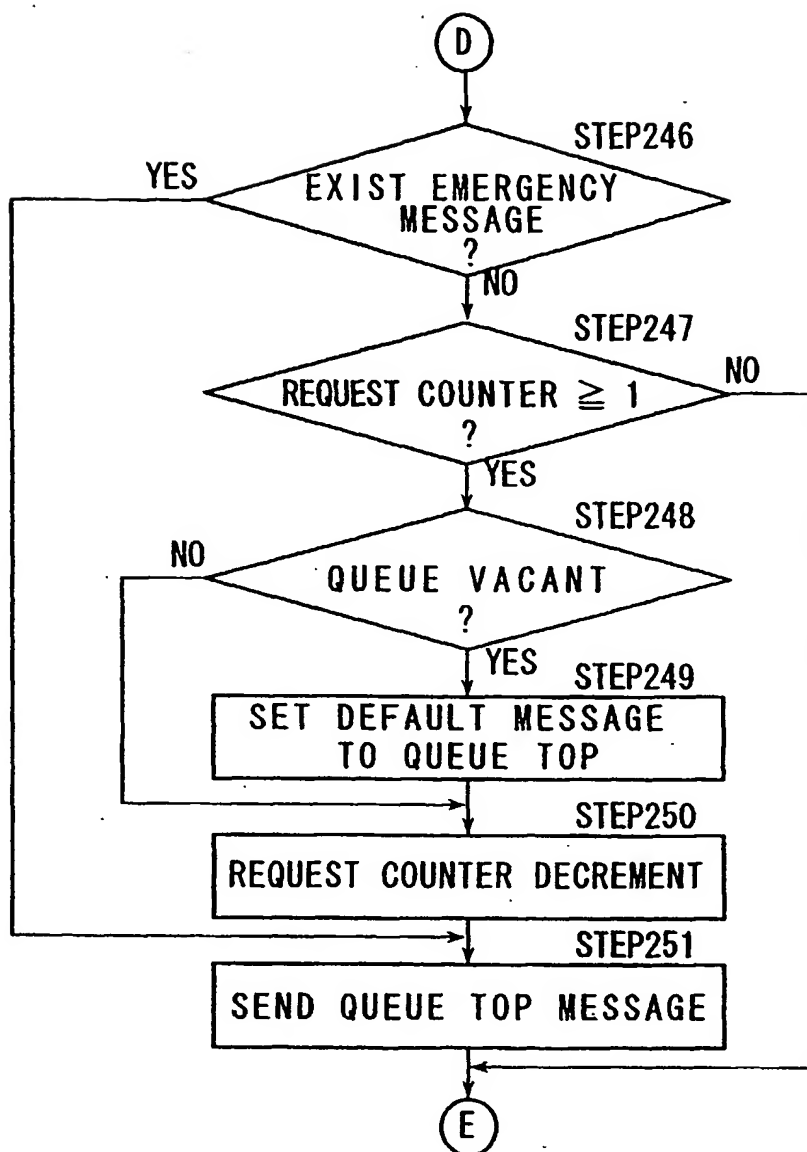 D
STEP246
YES
EXIST EMERGENCY
MESSAGE
?
NO
STEP247
NO
REQUEST COUNTER ≧ 1
?
YES
STEP248
NO
QUEUE VACANT
?
YES
STEP249
SET DEFAULT MESSAGE
TO QUEUE TOP
STEP250
REQUEST COUNTER DECREMENT
STEP251
SEND QUEUE TOP MESSAGE
E